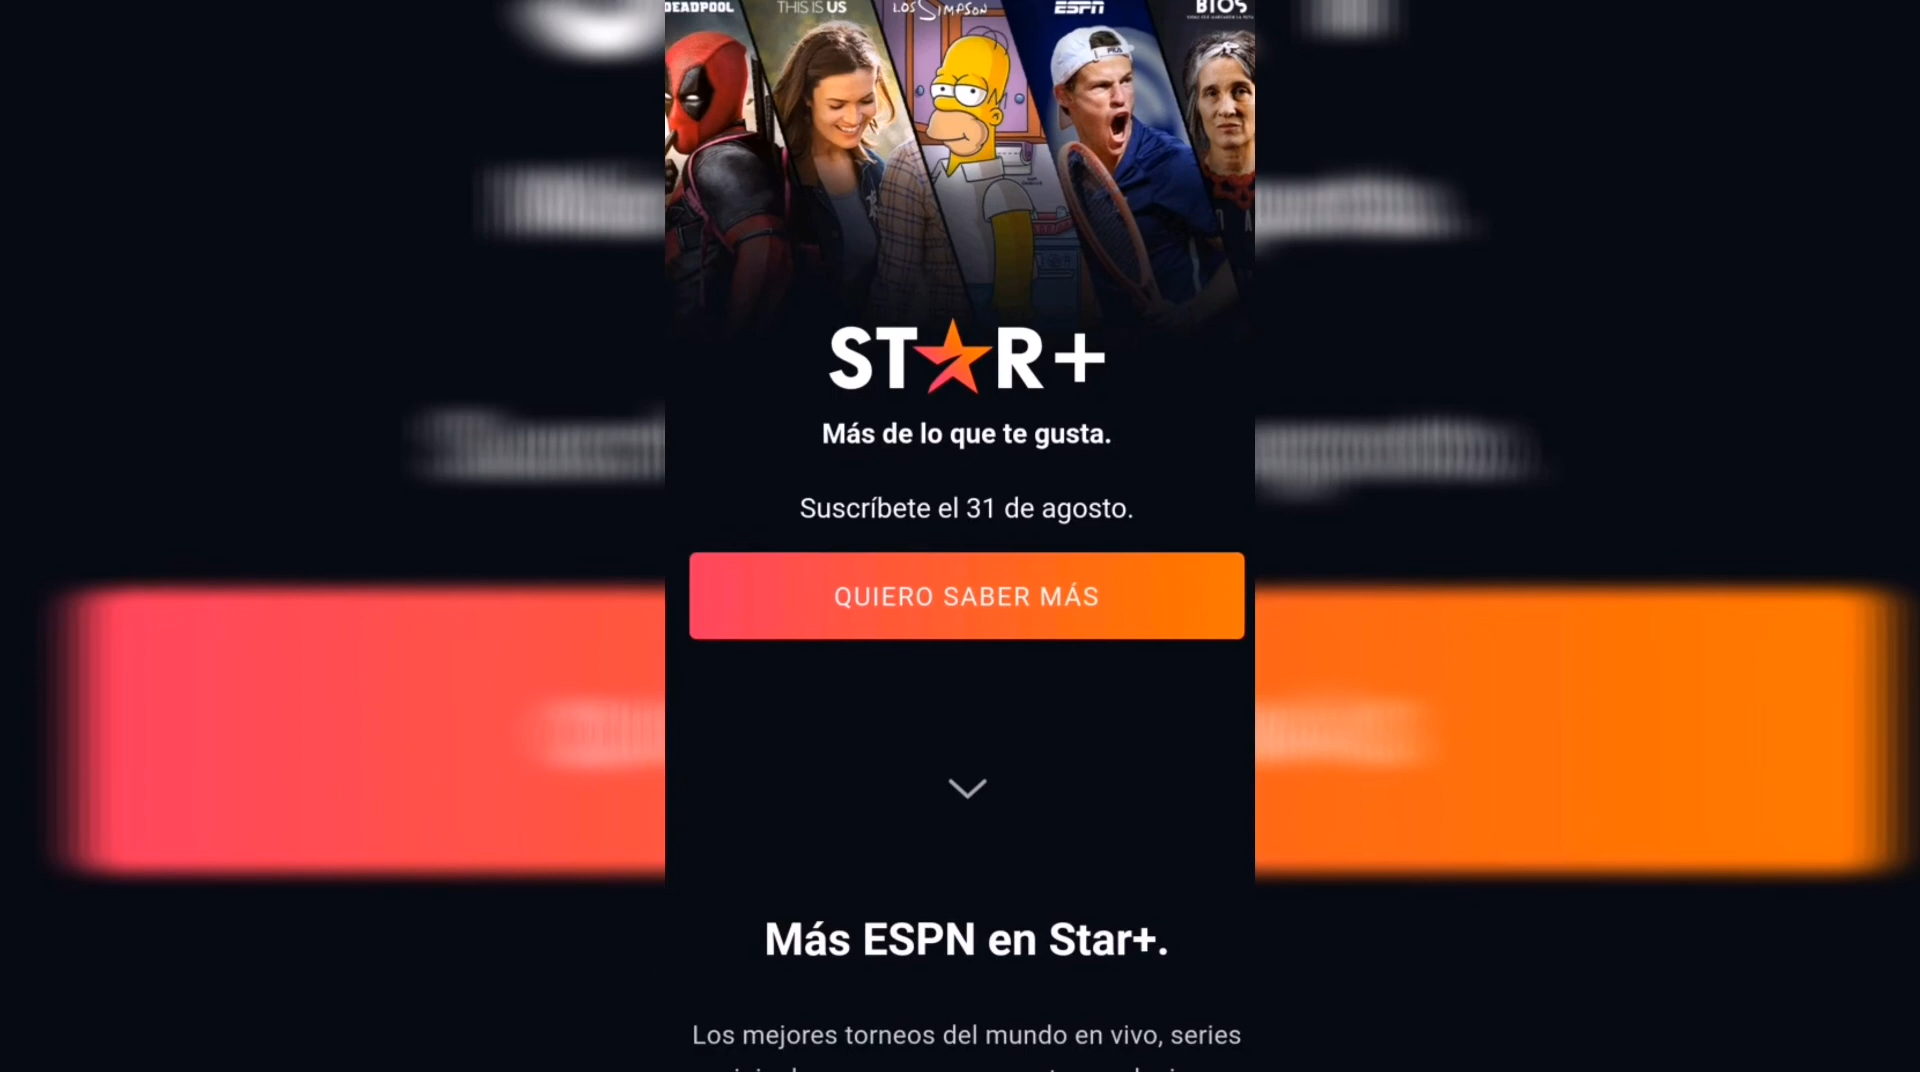 DEADPOOL
THIS IS US
LOS SIMPSON
ESPN
BIOS
FILA
STAR+
Más de lo que te gusta.
Suscríbete el 31 de agosto.
QUIERO SABER MÁS
Más ESPN en Star+.
Los mejores torneos del mundo en vivo, series